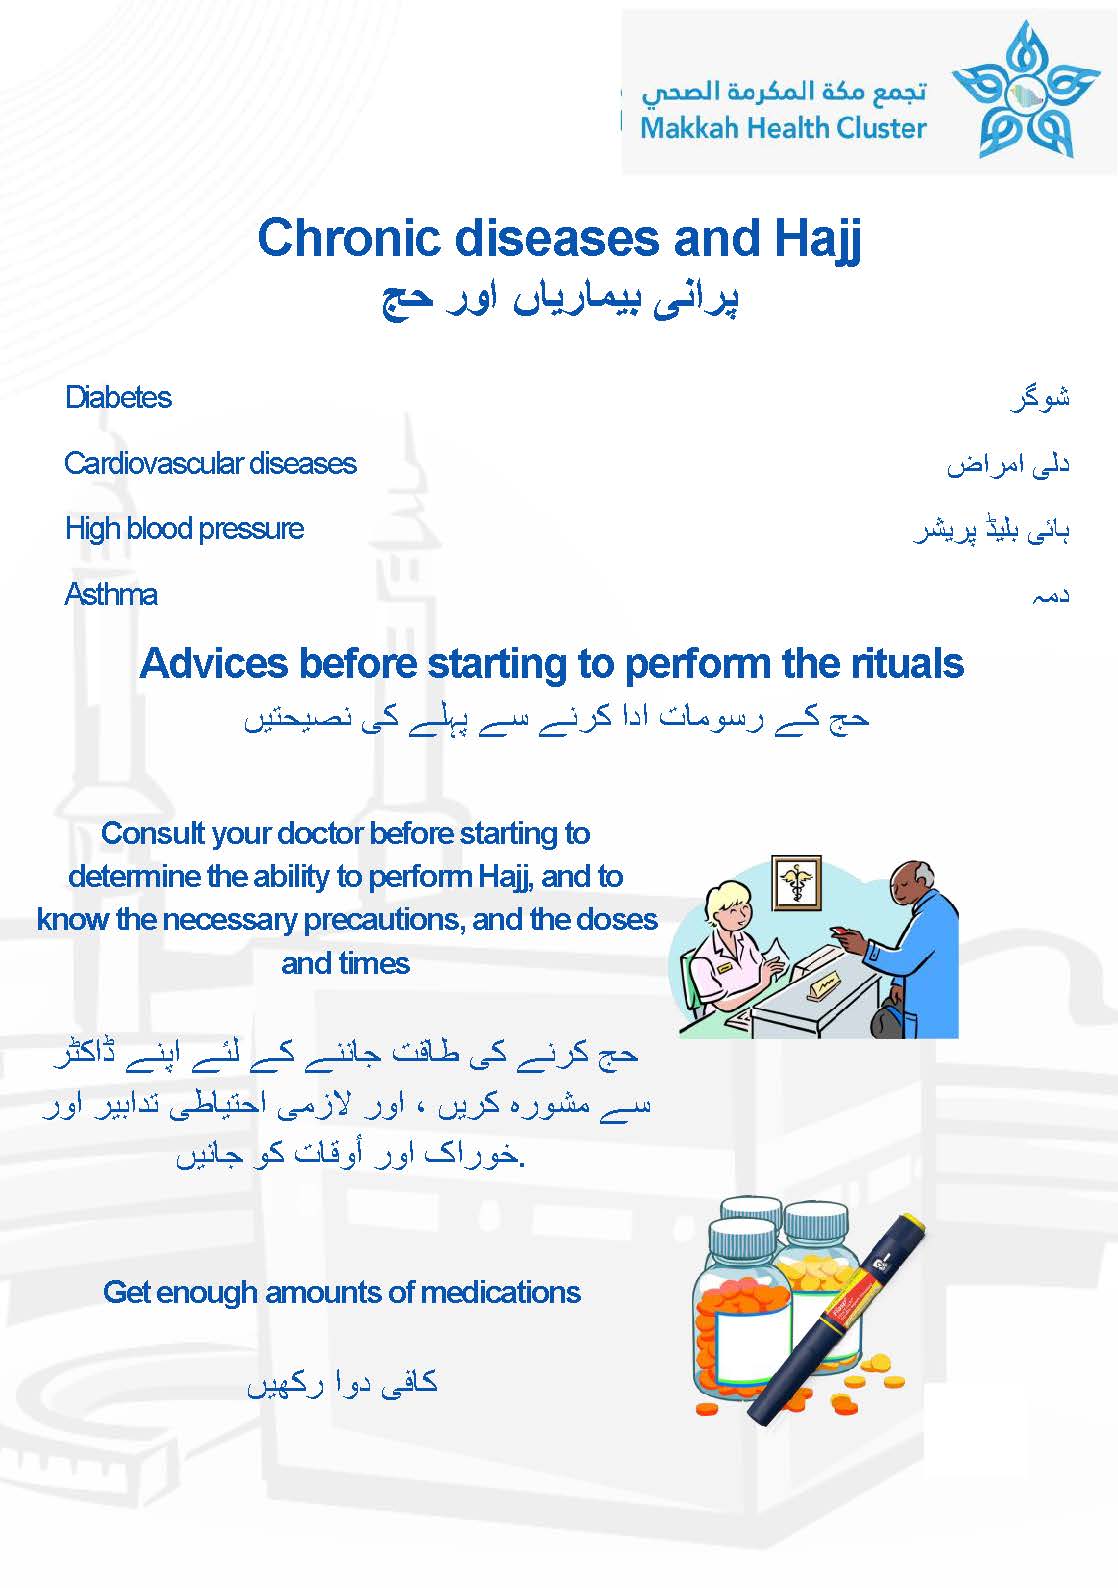 تجمع مكة المكرمة الصحي
Makkah Health Cluster
Chronic diseases and Hajj
پرانی بیماریاں اور حج
Diabetes
شوگر
Cardiovascular diseases
دلی امراض
High blood pressure
ہائی بلیڈ پریشر
Asthma
دمہ
Advices before starting to perform the rituals
حج کے رسومات ادا کرنے سے پہلے کی نصیحتیں
Consult your doctor before starting to
determine the ability to perform Hajj, and to
know the necessary precautions, and the doses
and times
حج کرنے کی طاقت جاننے کے لئے اپنے ڈاکٹر
سے مشورہ کریں ، اور لازمی احتیاطی تدابیر اور
خوراک اور أوقات کو جانیں.
Get enough amounts of medications
کافی دوا رکھیں